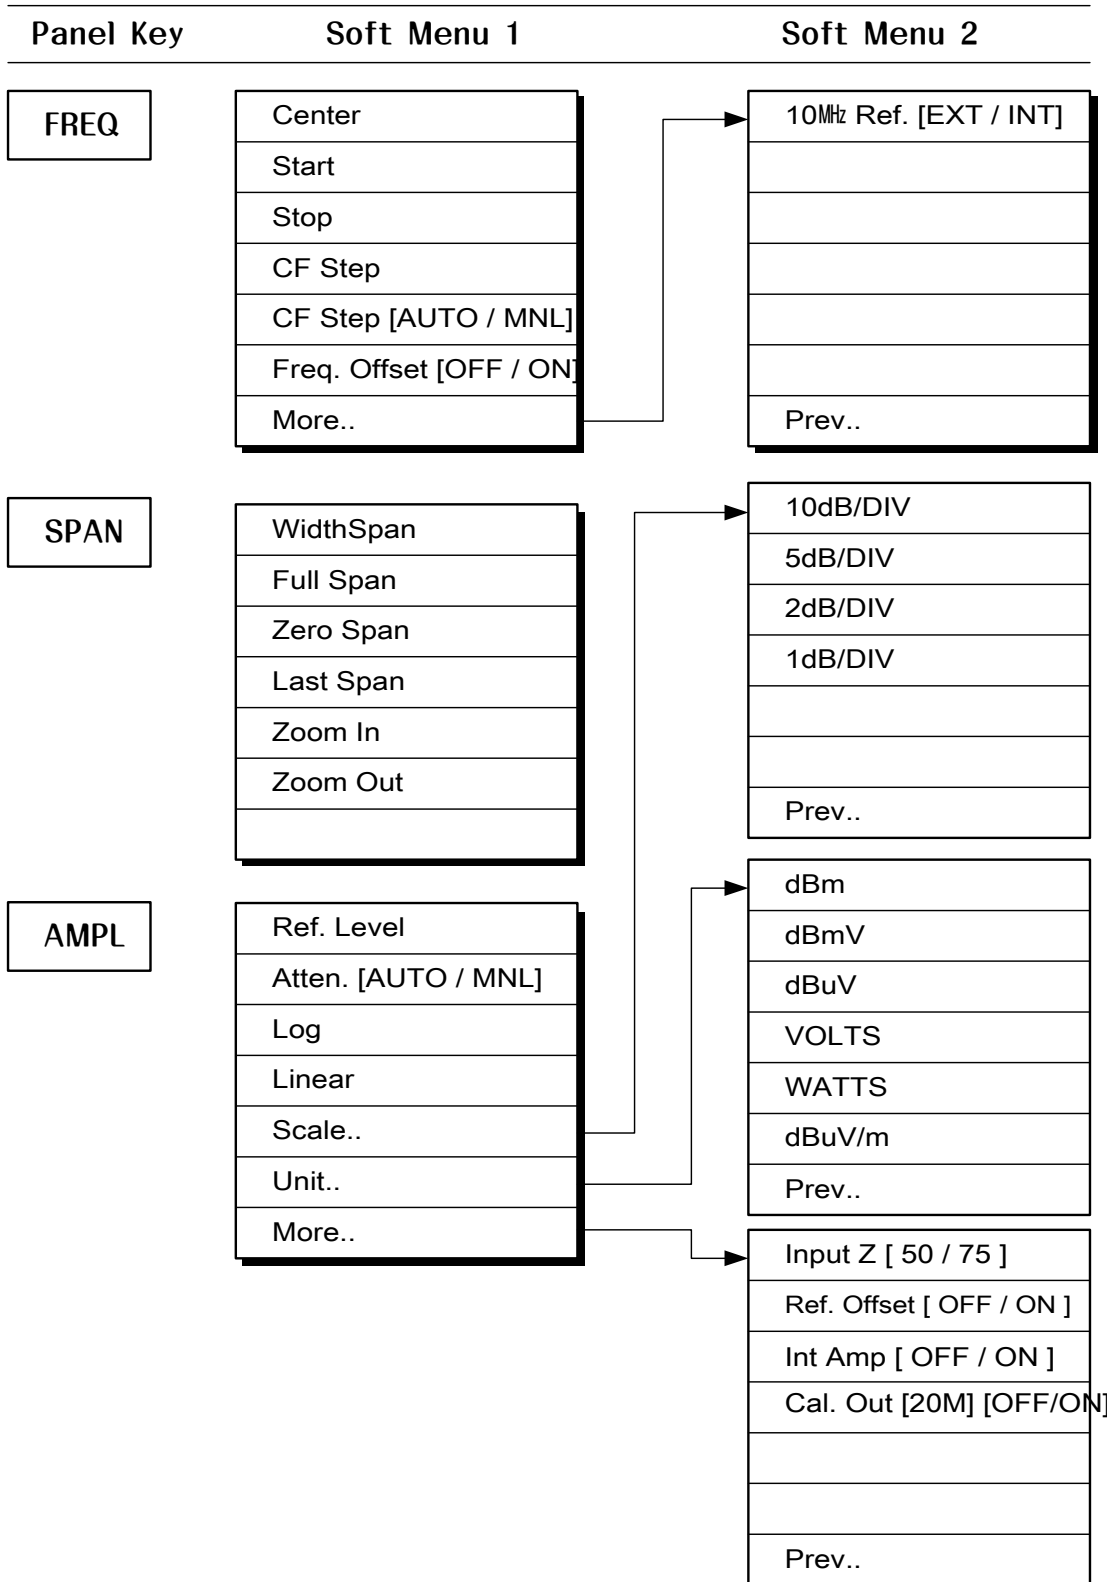 Panel Key Soft Menu 1 Soft Menu 2
FREQ
Center
Start
Stop
CF Step
CF Step [AUTO / MNL]
Freq. Offset [OFF / ON]
More..
10㎒ Ref. [EXT / INT]
Prev..
SPAN
WidthSpan
Full Span
Zero Span
Last Span
Zoom In
Zoom Out
10dB/DIV
5dB/DIV
2dB/DIV
1dB/DIV
Prev..
AMPL
Ref. Level
Atten. [AUTO / MNL]
Log
Linear
Scale..
Unit..
More..
dBm
dBmV
dBuV
VOLTS
WATTS
dBuV/m
Prev..
Input Z [ 50 / 75 ]
Ref. Offset [ OFF / ON ]
Int Amp [ OFF / ON ]
Cal. Out [20M] [OFF/ON]
Prev..